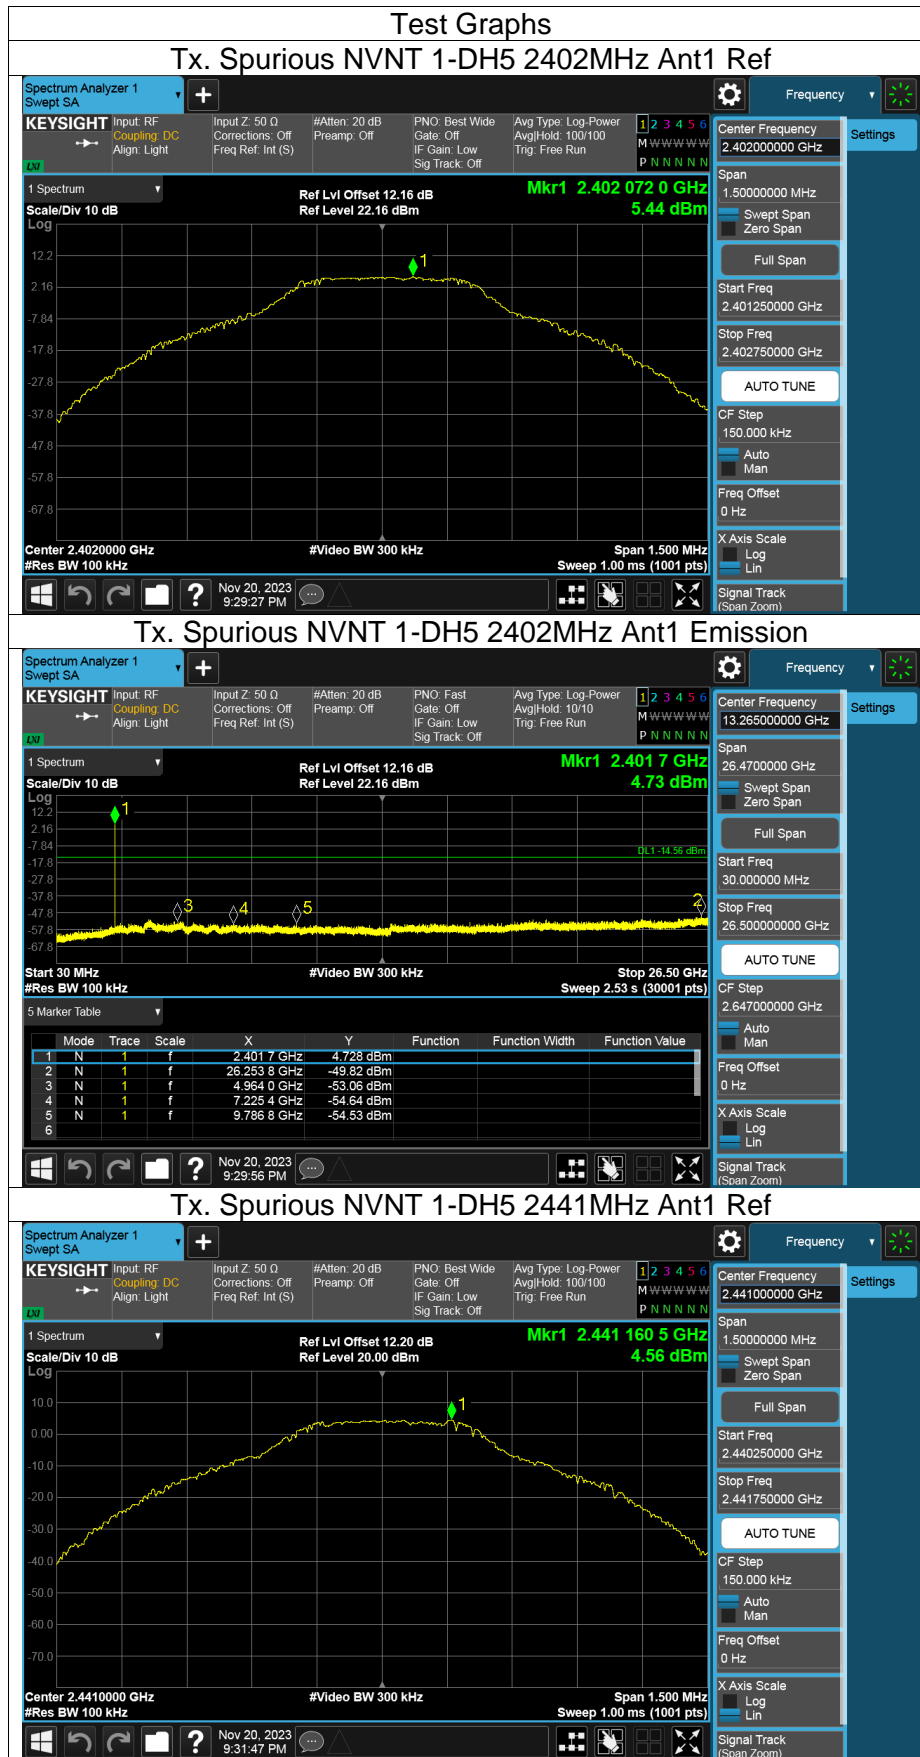 Test Graphs
Tx. Spurious NVNT 1-DH5 2402MHz Ant1 Ref
Spectrum Analyzer 1
Swept SA
+
Frequency
KEYSIGHT
Input: RF
Coupling: DC
Align: Light
Input Z: 50 Ω
Corrections: Off
Freq Ref: Int (S)
#Atten: 20 dB
Preamp: Off
PNO: Best Wide
Gate: Off
IF Gain: Low
Sig Track: Off
Avg Type: Log-Power
Avg|Hold: 100/100
Trig: Free Run
1 2 3 4 5 6
M W W W W W
P N N N N N
LXI
Center Frequency
2.402000000 GHz
Settings
Span
1.50000000 MHz
Swept Span
Zero Span
Full Span
Start Freq
2.401250000 GHz
Stop Freq
2.402750000 GHz
AUTO TUNE
CF Step
150.000 kHz
Auto
Man
Freq Offset
0 Hz
X Axis Scale
Log
Lin
Signal Track
(Span Zoom)
1 Spectrum
Scale/Div 10 dB
Ref Lvl Offset 12.16 dB
Ref Level 22.16 dBm
Mkr1 2.402 072 0 GHz
5.44 dBm
Log
1
12.2
2.16
-7.84
-17.8
-27.8
-37.8
-47.8
-57.8
-67.8
Center 2.4020000 GHz
#Res BW 100 kHz
#Video BW 300 kHz
Span 1.500 MHz
Sweep 1.00 ms (1001 pts)
?
Nov 20, 2023
9:29:27 PM
Tx. Spurious NVNT 1-DH5 2402MHz Ant1 Emission
Spectrum Analyzer 1
Swept SA
+
Frequency
KEYSIGHT
Input: RF
Coupling: DC
Align: Light
Input Z: 50 Ω
Corrections: Off
Freq Ref: Int (S)
#Atten: 20 dB
Preamp: Off
PNO: Fast
Gate: Off
IF Gain: Low
Sig Track: Off
Avg Type: Log-Power
Avg|Hold: 10/10
Trig: Free Run
1 2 3 4 5 6
M W W W W W
P N N N N N
LXI
Center Frequency
13.265000000 GHz
Settings
Span
26.4700000 GHz
Swept Span
Zero Span
Full Span
Start Freq
30.000000 MHz
Stop Freq
26.500000000 GHz
AUTO TUNE
CF Step
2.647000000 GHz
Auto
Man
Freq Offset
0 Hz
X Axis Scale
Log
Lin
Signal Track
(Span Zoom)
1 Spectrum
Scale/Div 10 dB
Ref Lvl Offset 12.16 dB
Ref Level 22.16 dBm
Mkr1 2.401 7 GHz
4.73 dBm
Log
12.2
2.16
-7.84
-17.8
-27.8
-37.8
-47.8
-57.8
-67.8
1
DL1 -14.56 dBm
3
4
5
2
Start 30 MHz
#Res BW 100 kHz
#Video BW 300 kHz
Stop 26.50 GHz
Sweep 2.53 s (30001 pts)
5 Marker Table
Mode Trace Scale X Y Function Function Width Function Value
1 N 1 f 2.401 7 GHz 4.728 dBm
2 N 1 f 26.253 8 GHz -49.82 dBm
3 N 1 f 4.964 0 GHz -53.06 dBm
4 N 1 f 7.225 4 GHz -54.64 dBm
5 N 1 f 9.786 8 GHz -54.53 dBm
6
?
Nov 20, 2023
9:29:56 PM
Tx. Spurious NVNT 1-DH5 2441MHz Ant1 Ref
Spectrum Analyzer 1
Swept SA
+
Frequency
KEYSIGHT
Input: RF
Coupling: DC
Align: Light
Input Z: 50 Ω
Corrections: Off
Freq Ref: Int (S)
#Atten: 20 dB
Preamp: Off
PNO: Best Wide
Gate: Off
IF Gain: Low
Sig Track: Off
Avg Type: Log-Power
Avg|Hold: 100/100
Trig: Free Run
1 2 3 4 5 6
M W W W W W
P N N N N N
LXI
Center Frequency
2.441000000 GHz
Settings
Span
1.50000000 MHz
Swept Span
Zero Span
Full Span
Start Freq
2.440250000 GHz
Stop Freq
2.441750000 GHz
AUTO TUNE
CF Step
150.000 kHz
Auto
Man
Freq Offset
0 Hz
X Axis Scale
Log
Lin
Signal Track
(Span Zoom)
1 Spectrum
Scale/Div 10 dB
Ref Lvl Offset 12.20 dB
Ref Level 20.00 dBm
Mkr1 2.441 160 5 GHz
4.56 dBm
Log
1
10.0
0.00
-10.0
-20.0
-30.0
-40.0
-50.0
-60.0
-70.0
Center 2.4410000 GHz
#Res BW 100 kHz
#Video BW 300 kHz
Span 1.500 MHz
Sweep 1.00 ms (1001 pts)
?
Nov 20, 2023
9:31:47 PM